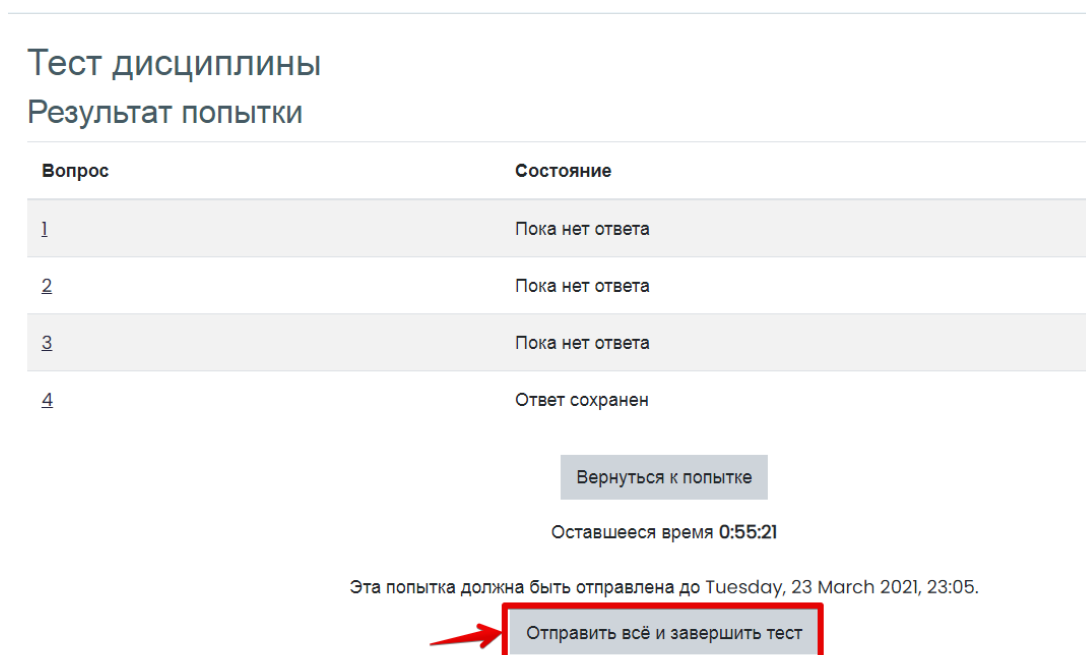 Тест дисциплины
Результат попытки
Вопрос Состояние
1 Пока нет ответа
2 Пока нет ответа
3 Пока нет ответа
4 Ответ сохранен
Вернуться к попытке
Оставшееся время 0:55:21
Эта попытка должна быть отправлена до Tuesday, 23 March 2021, 23:05.
Отправить всё и завершить тест